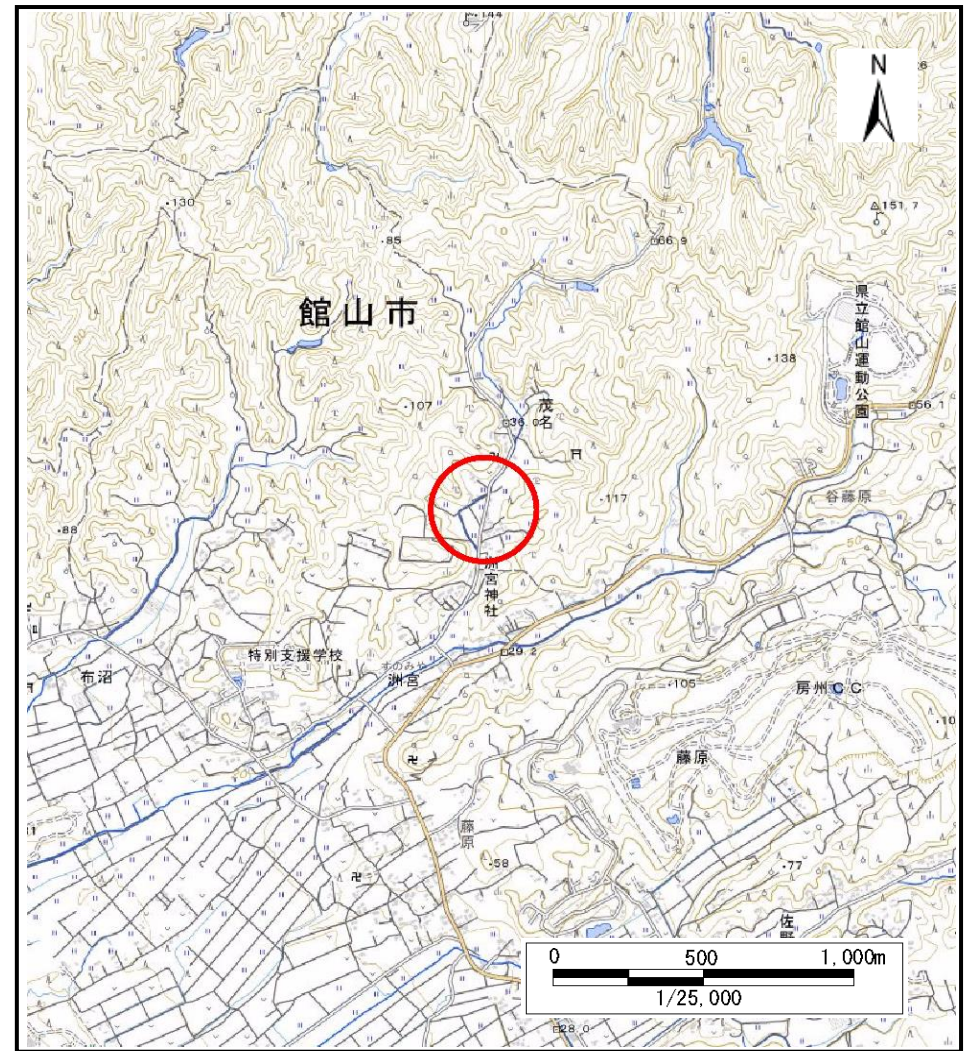 144
N
151.7
130
66.9
85
館山市
県立館山運動公園
138
107
茂名
56.1
36.0
117
谷藤原
88
50
洲宮神社
29.2
特別支援学校
すのみや
布沼
洲宮
105
房州CC
藤原
藤原
58
77
佐野
0 500 1,000m
1/25,000
28.0